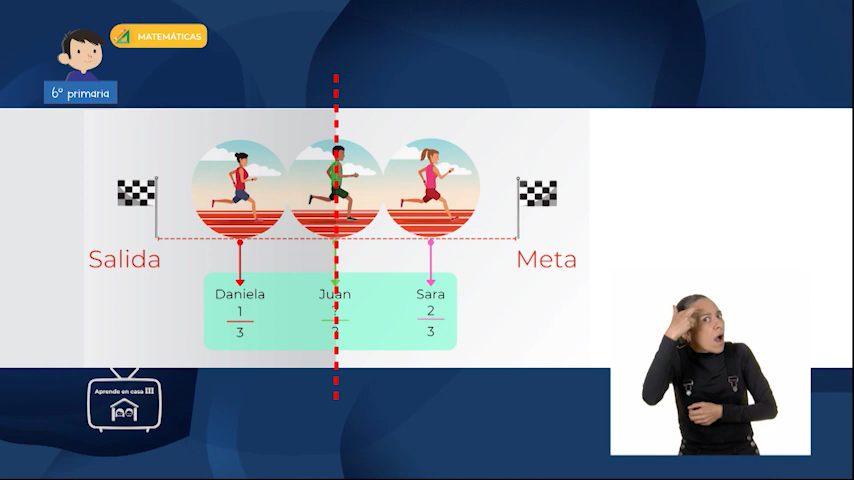 MATEMÁTICAS
6º primaria
Salida
Meta
Daniela
Juan
Sara
1
3
?
?
2
3
Aprende en casa III